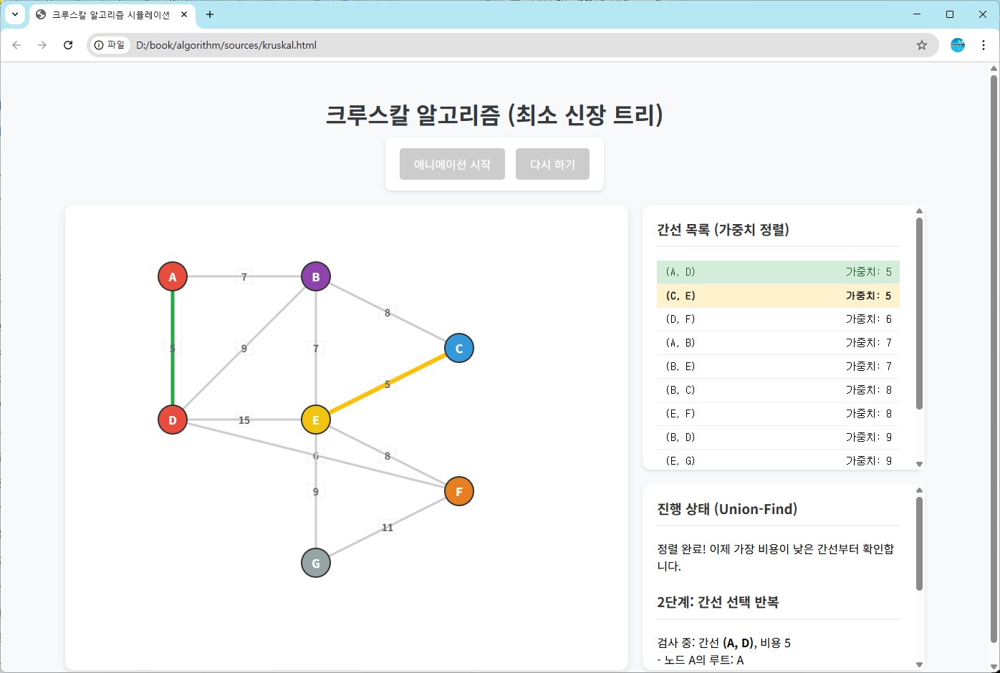 크루스칼 알고리즘 시뮬레이션
파일
D:/book/algorithm/sources/kruskal.html
크루스칼 알고리즘 (최소 신장 트리)
애니메이션 시작
다시 하기
A
7
B
8
5
9
7
C
5
D
15
E
6
8
9
F
11
G
간선 목록 (가중치 정렬)
(A, D) 가중치: 5
(C, E) 가중치: 5
(D, F) 가중치: 6
(A, B) 가중치: 7
(B, E) 가중치: 7
(B, C) 가중치: 8
(E, F) 가중치: 8
(B, D) 가중치: 9
(E, G) 가중치: 9
진행 상태 (Union-Find)
정렬 완료! 이제 가장 비용이 낮은 간선부터 확인합
니다.
2단계: 간선 선택 반복
검사 중: 간선 (A, D), 비용 5
- 노드 A의 루트: A